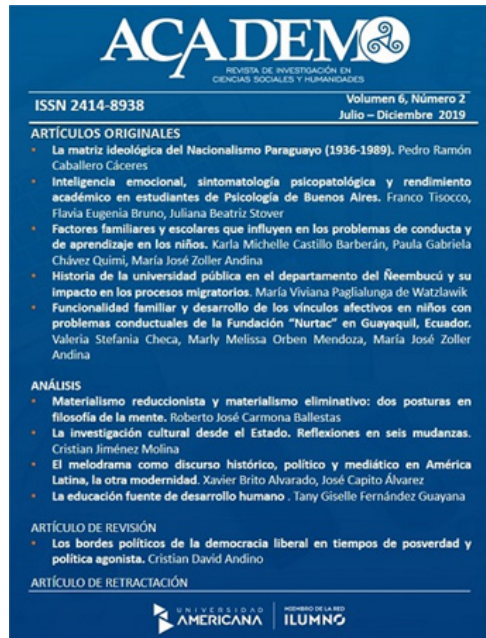 ACADEMO
REVISTA DE INVESTIGACIÓN EN
CIENCIAS SOCIALES Y HUMANIDADES
ISSN 2414-8938
Volumen 6, Número 2
Julio – Diciembre 2019
ARTÍCULOS ORIGINALES
• La matriz ideológica del Nacionalismo Paraguayo (1936-1989). Pedro Ramón
Caballero Cáceres
• Inteligencia emocional, sintomatología psicopatológica y rendimiento
académico en estudiantes de Psicología de Buenos Aires. Franco Tisocco,
Flavia Eugenia Bruno, Juliana Beatriz Stover
• Factores familiares y escolares que influyen en los problemas de conducta y
de aprendizaje en los niños. Karla Michelle Castillo Barberán, Paula Gabriela
Chávez Quimi, María José Zoller Andina
• Historia de la universidad pública en el departamento del Ñeembucú y su
impacto en los procesos migratorios. María Viviana Paglialunga de Watzlawik
• Funcionalidad familiar y desarrollo de los vínculos afectivos en niños con
problemas conductuales de la Fundación "Nurtac" en Guayaquil, Ecuador.
Valeria Stefania Checa, Marly Melissa Orben Mendoza, María José Zoller
Andina
ANÁLISIS
• Materialismo reduccionista y materialismo eliminativo: dos posturas en
filosofía de la mente. Roberto José Carmona Ballestas
• La investigación cultural desde el Estado. Reflexiones en seis mudanzas.
Cristian Jiménez Molina
• El melodrama como discurso histórico, político y mediático en América
Latina, la otra modernidad. Xavier Brito Alvarado, José Capito Álvarez
• La educación fuente de desarrollo humano . Tany Giselle Fernández Guayana
ARTÍCULO DE REVISIÓN
• Los bordes políticos de la democracia liberal en tiempos de posverdad y
política agonista. Cristian David Andino
ARTÍCULO DE RETRACTACIÓN
UNIVERSIDAD
AMERICANA
MIEMBRO DE LA RED
ILUMNO